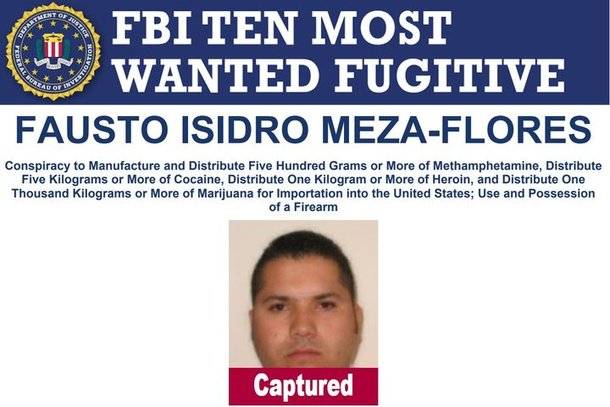 FBI TEN MOST
WANTED FUGITIVE
FAUSTO ISIDRO MEZA-FLORES
Conspiracy to Manufacture and Distribute Five Hundred Grams or More of Methamphetamine, Distribute
Five Kilograms or More of Cocaine, Distribute One Kilogram or More of Heroin, and Distribute One
Thousand Kilograms or More of Marijuana for Importation into the United States; Use and Possession
of a Firearm
Captured
DEPARTMENT OF JUSTICE
FEDERAL BUREAU OF INVESTIGATION